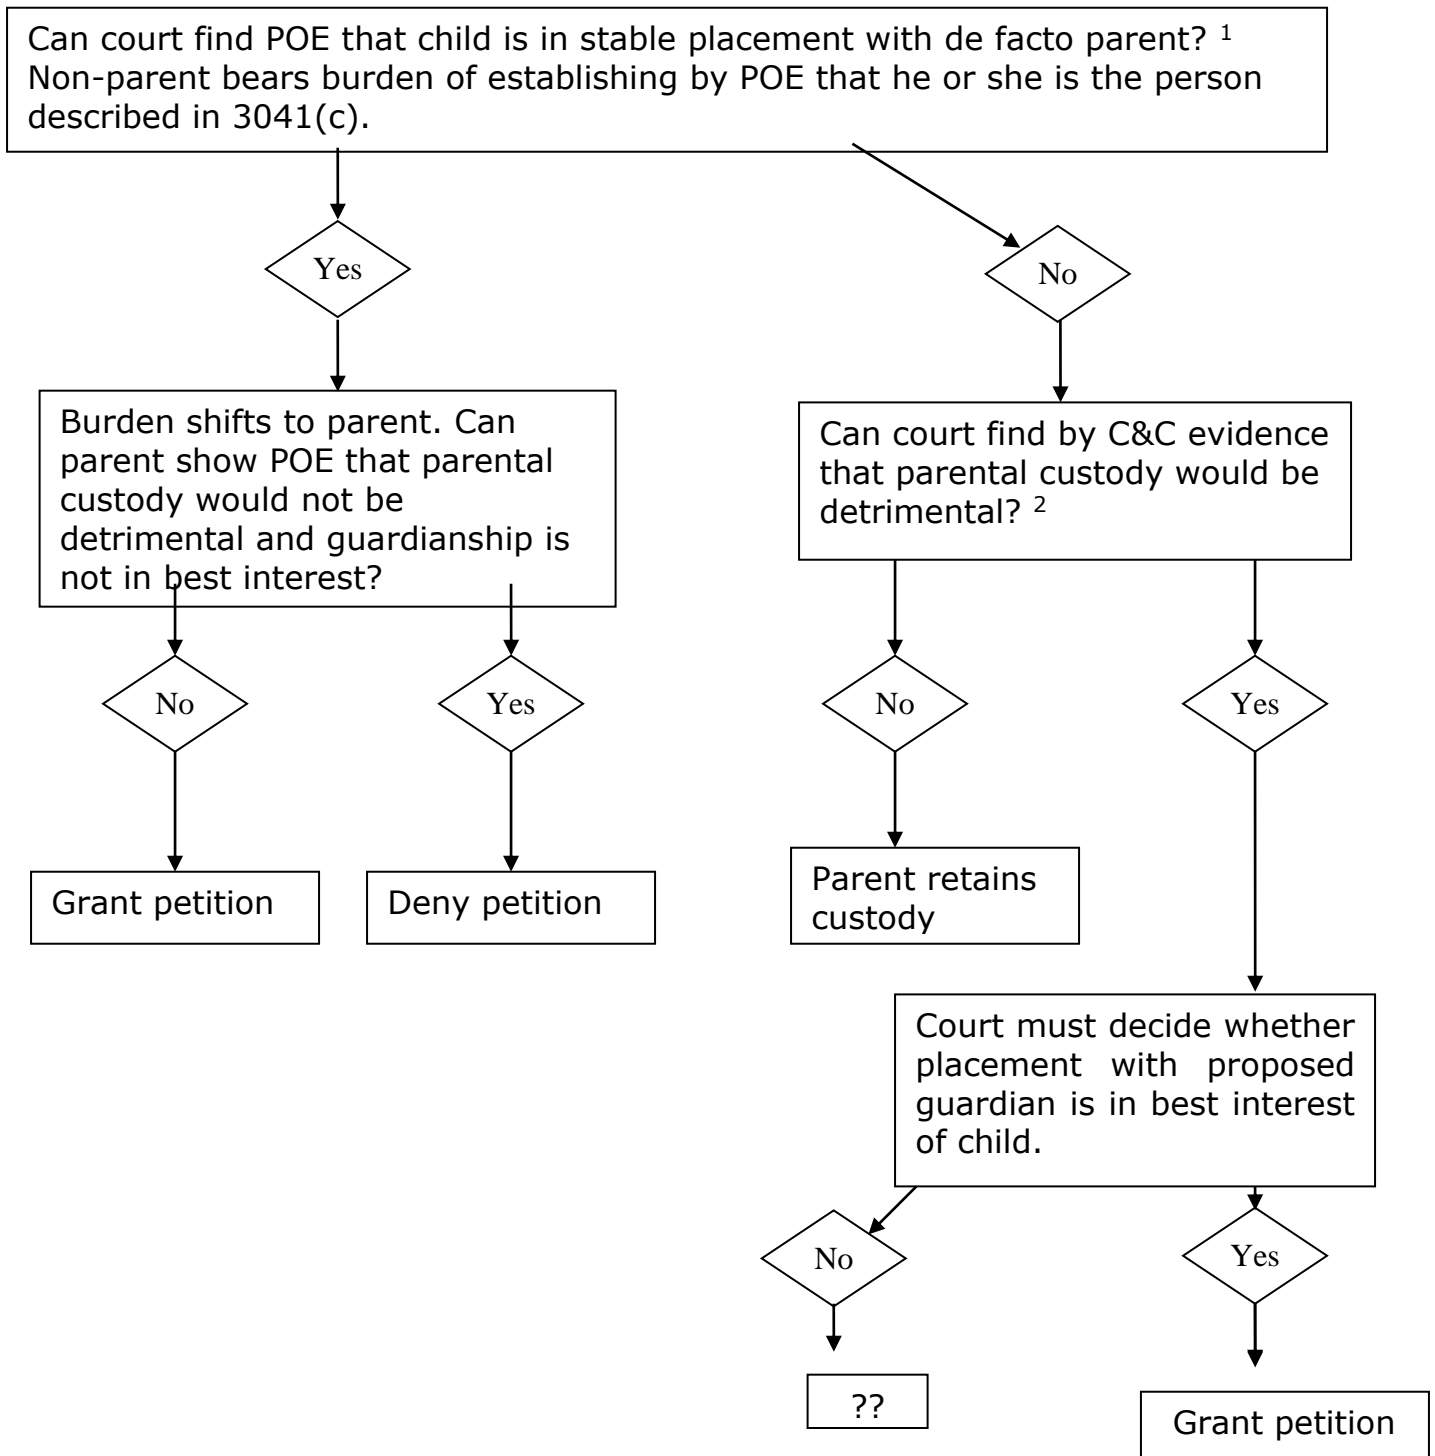 Can court find POE that child is in stable placement with de facto parent? 1
Non-parent bears burden of establishing by POE that he or she is the person
described in 3041(c).
Yes
No
Burden shifts to parent. Can
parent show POE that parental
custody would not be
detrimental and guardianship is
not in best interest?
Can court find by C&C evidence
that parental custody would be
detrimental? 2
No
Yes
No
Yes
Grant petition
Deny petition
Parent retains
custody
Court must decide whether
placement with proposed
guardian is in best interest
of child.
No
Yes
??
Grant petition